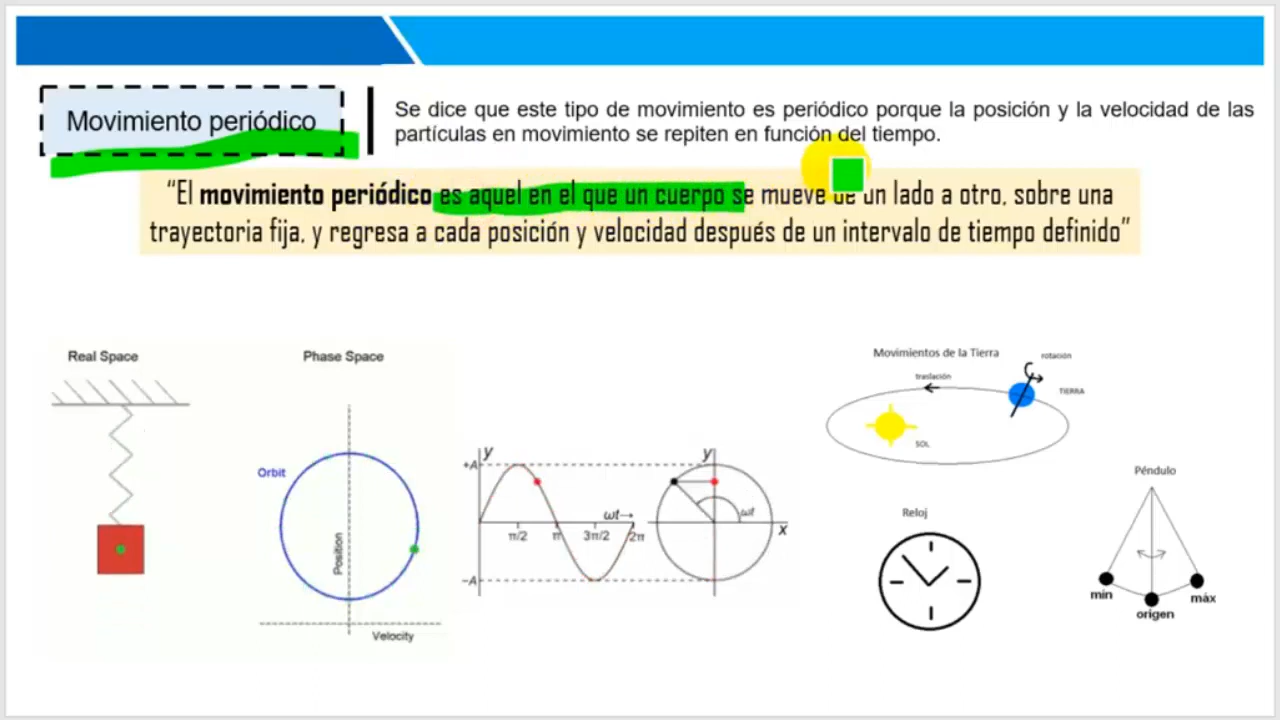 Movimiento periódico
Se dice que este tipo de movimiento es periódico porque la posición y la velocidad de las
partículas en movimiento se repiten en función del tiempo.
“El movimiento periódico es aquel en el que un cuerpo se mueve de un lado a otro, sobre una
trayectoria fija, y regresa a cada posición y velocidad después de un intervalo de tiempo definido”
Real Space
Phase Space
Orbit
Position
Velocity
y
+A
ωt→
π/2
π
3π/2
2π
−A
y
ωt
x
Movimientos de la Tierra
rotación
traslación
TIERRA
SOL
Reloj
Péndulo
mín
origen
máx